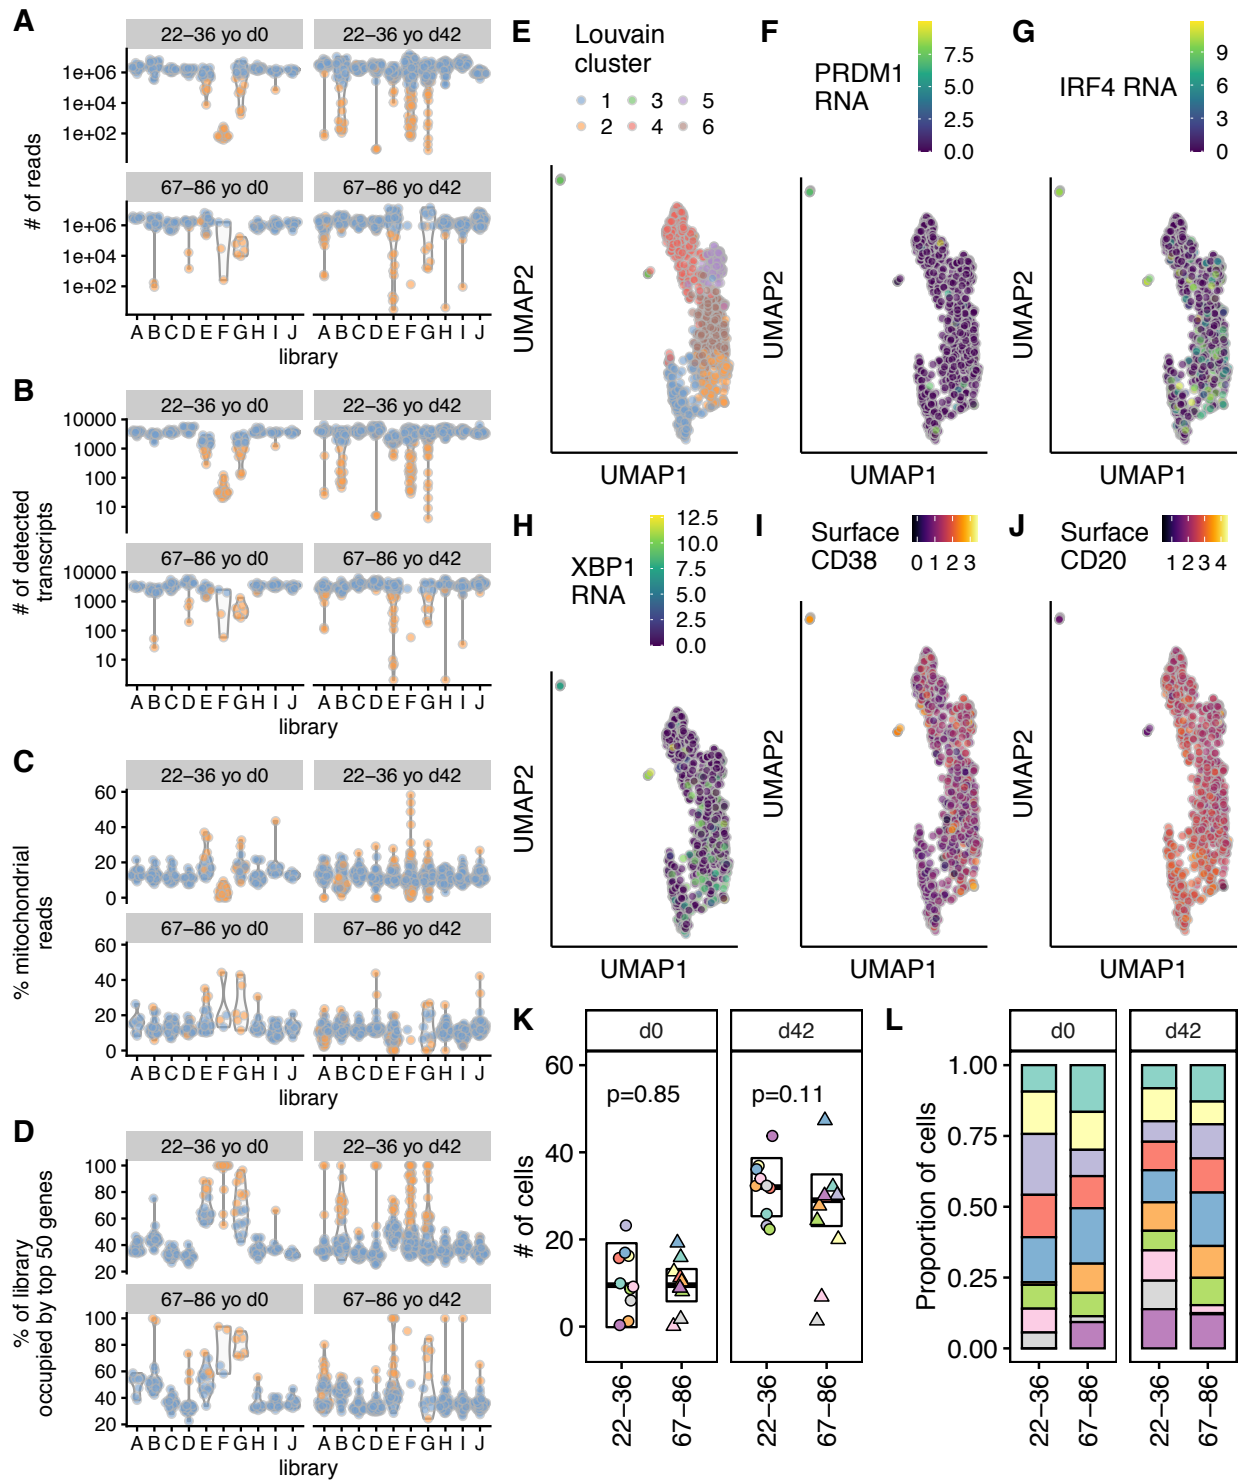 A
22–36 yo d0
22–36 yo d42
1e+06
1e+04
1e+02
67–86 yo d0
67–86 yo d42
1e+06
1e+04
1e+02
# of reads
A B C D E F G H I J
A B C D E F G H I J
library
B
22–36 yo d0
22–36 yo d42
10000
1000
100
10
67–86 yo d0
67–86 yo d42
10000
1000
100
10
# of detected
transcripts
A B C D E F G H I J
A B C D E F G H I J
library
C
22–36 yo d0
22–36 yo d42
60
40
20
0
67–86 yo d0
67–86 yo d42
60
40
20
0
% mitochondrial
reads
A B C D E F G H I J
A B C D E F G H I J
library
D
22–36 yo d0
22–36 yo d42
100
80
60
40
20
67–86 yo d0
67–86 yo d42
100
80
60
40
20
% of library
occupied by top 50 genes
A B C D E F G H I J
A B C D E F G H I J
library
E
Louvain
cluster
1 3 5
2 4 6
UMAP2
UMAP1
F
PRDM1
RNA
7.5
5.0
2.5
0.0
UMAP2
UMAP1
G
IRF4 RNA
9
6
3
0
UMAP2
UMAP1
H
XBP1
RNA
12.5
10.0
7.5
5.0
2.5
0.0
UMAP2
UMAP1
I
Surface
CD38
0 1 2 3
UMAP2
UMAP1
J
Surface
CD20
1 2 3 4
UMAP2
UMAP1
K
d0
d42
60
40
20
0
# of cells
p=0.85
p=0.11
22–36
67–86
22–36
67–86
L
d0
d42
1.00
0.75
0.50
0.25
0.00
Proportion of cells
22–36
67–86
22–36
67–86